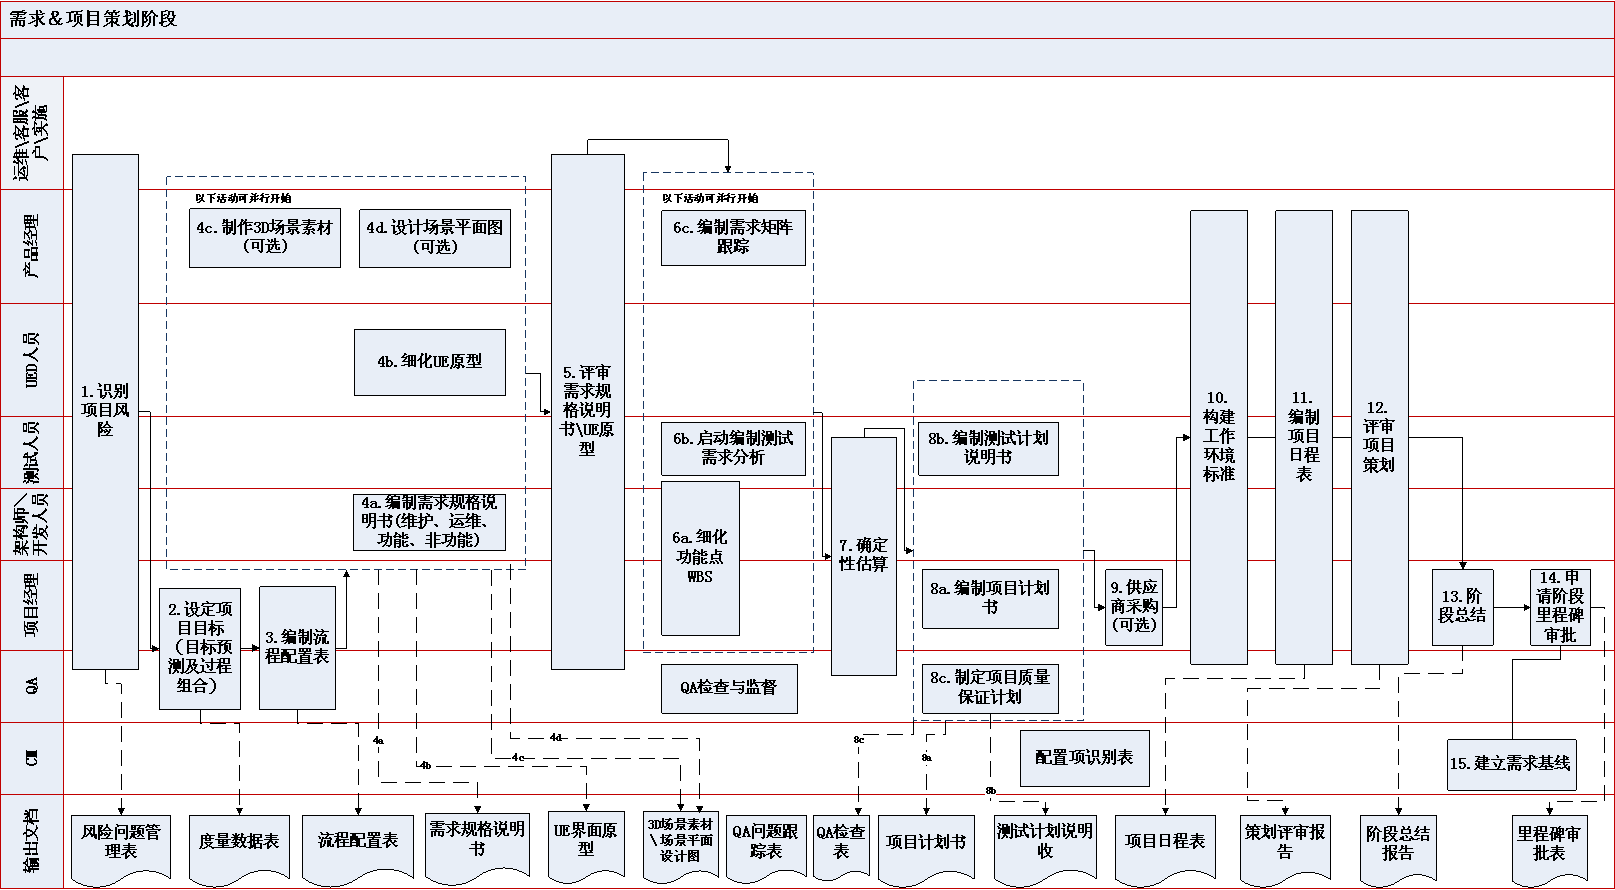 需求＆项目策划阶段
运维\客服\客
户\实施
产品经理
UED人员
测试人员
架构师/
开发人员
项目经理
QA
CM
输出文档
1.识别
项目风
险
以下活动可并行开始
4c.制作3D场景素材
(可选)
4d.设计场景平面图
(可选)
4b.细化UE原型
4a.编制需求规格说
明书(维护、运维、
功能、非功能)
2.设定项
目目标
(目标预
测及过程
组合)
3.编制流
程配置表
5.评审
需求规
格说明
书\UE原
型
以下活动可并行开始
6c.编制需求矩阵
跟踪
6b.启动编制测试
需求分析
6a.细化
功能点
WBS
QA检查与监督
7.确定
性估算
8b.编制测试计划
说明书
8a.编制项目计划
书
8c.制定项目质量
保证计划
9.供应
商采购
(可选)
10.
构建
工作
环境
标准
11.
编制
项目
日程
表
12.
评审
项目
策划
13.阶
段总结
14.申
请阶段
里程碑
审批
配置项识别表
15.建立需求基线
4a
4b
4c
4d
8c
8a
8b
风险问题管
理表
度量数据表
流程配置表
需求规格说明
书
UE界面原
型
3D场景素材
\场景平面
设计图
QA问题跟
踪表
QA检查
表
项目计划书
测试计划说明
收
项目日程表
策划评审报
告
阶段总结
报告
里程碑审
批表